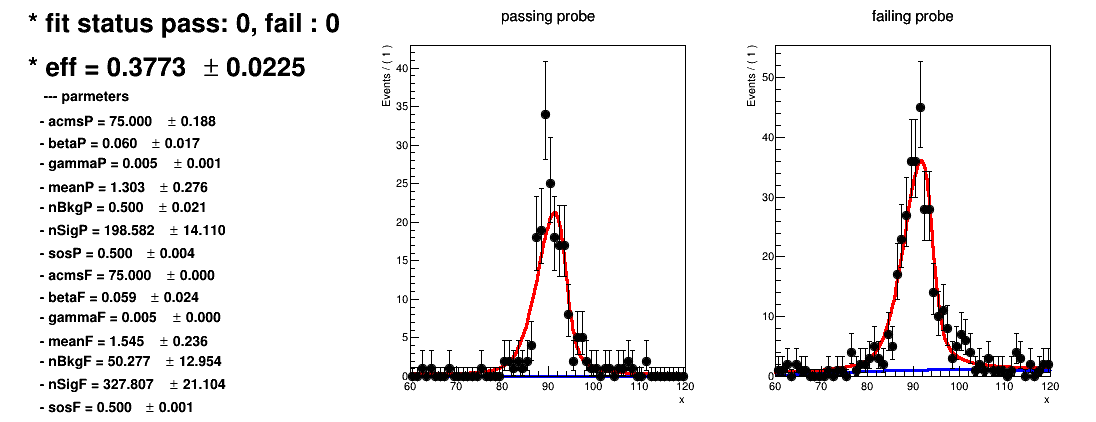 * fit status pass: 0, fail : 0
* eff = 0.3773 ± 0.0225
--- parmeters
- acmsP = 75.000 ± 0.188
- betaP = 0.060 ± 0.017
- gammaP = 0.005 ± 0.001
- meanP = 1.303 ± 0.276
- nBkgP = 0.500 ± 0.021
- nSigP = 198.582 ± 14.110
- sosP = 0.500 ± 0.004
- acmsF = 75.000 ± 0.000
- betaF = 0.059 ± 0.024
- gammaF = 0.005 ± 0.000
- meanF = 1.545 ± 0.236
- nBkgF = 50.277 ± 12.954
- nSigF = 327.807 ± 21.104
- sosF = 0.500 ± 0.001
passing probe
Events / ( 1 )
40
35
30
25
20
15
10
5
0
60 70 80 90 100 110 120
x
failing probe
Events / ( 1 )
50
40
30
20
10
0
60 70 80 90 100 110 120
x